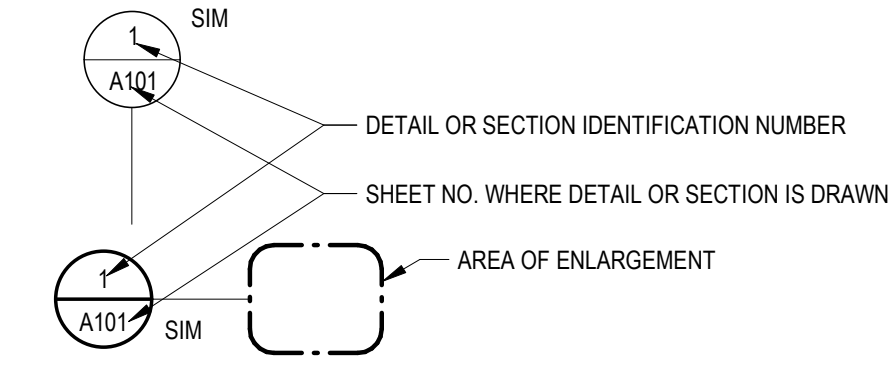 SIM
1
A101
DETAIL OR SECTION IDENTIFICATION NUMBER
SHEET NO. WHERE DETAIL OR SECTION IS DRAWN
AREA OF ENLARGEMENT
1
A101
SIM